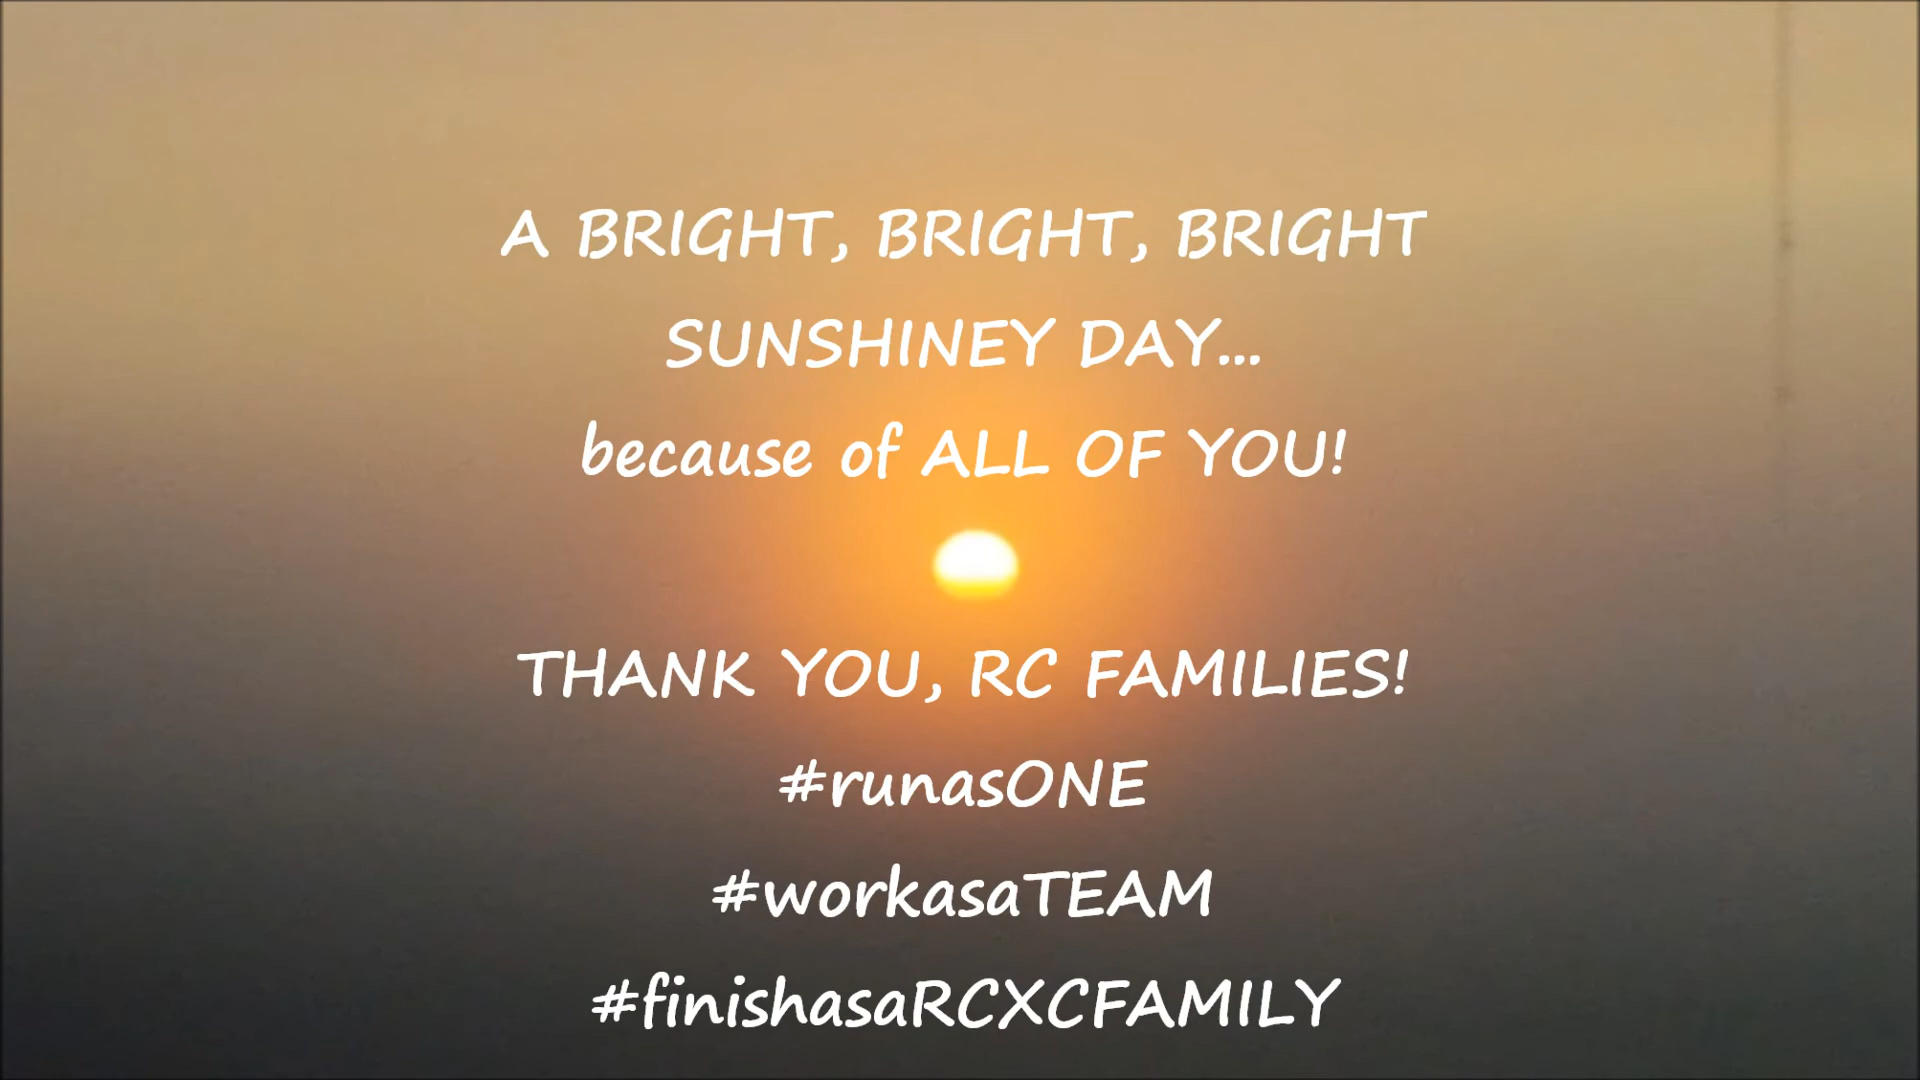 A BRIGHT, BRIGHT, BRIGHT
SUNSHINEY DAY...
because of ALL OF YOU!
THANK YOU, RC FAMILIES!
#runasONE
#workasaTEAM
#finishasaRCXCFAMILY